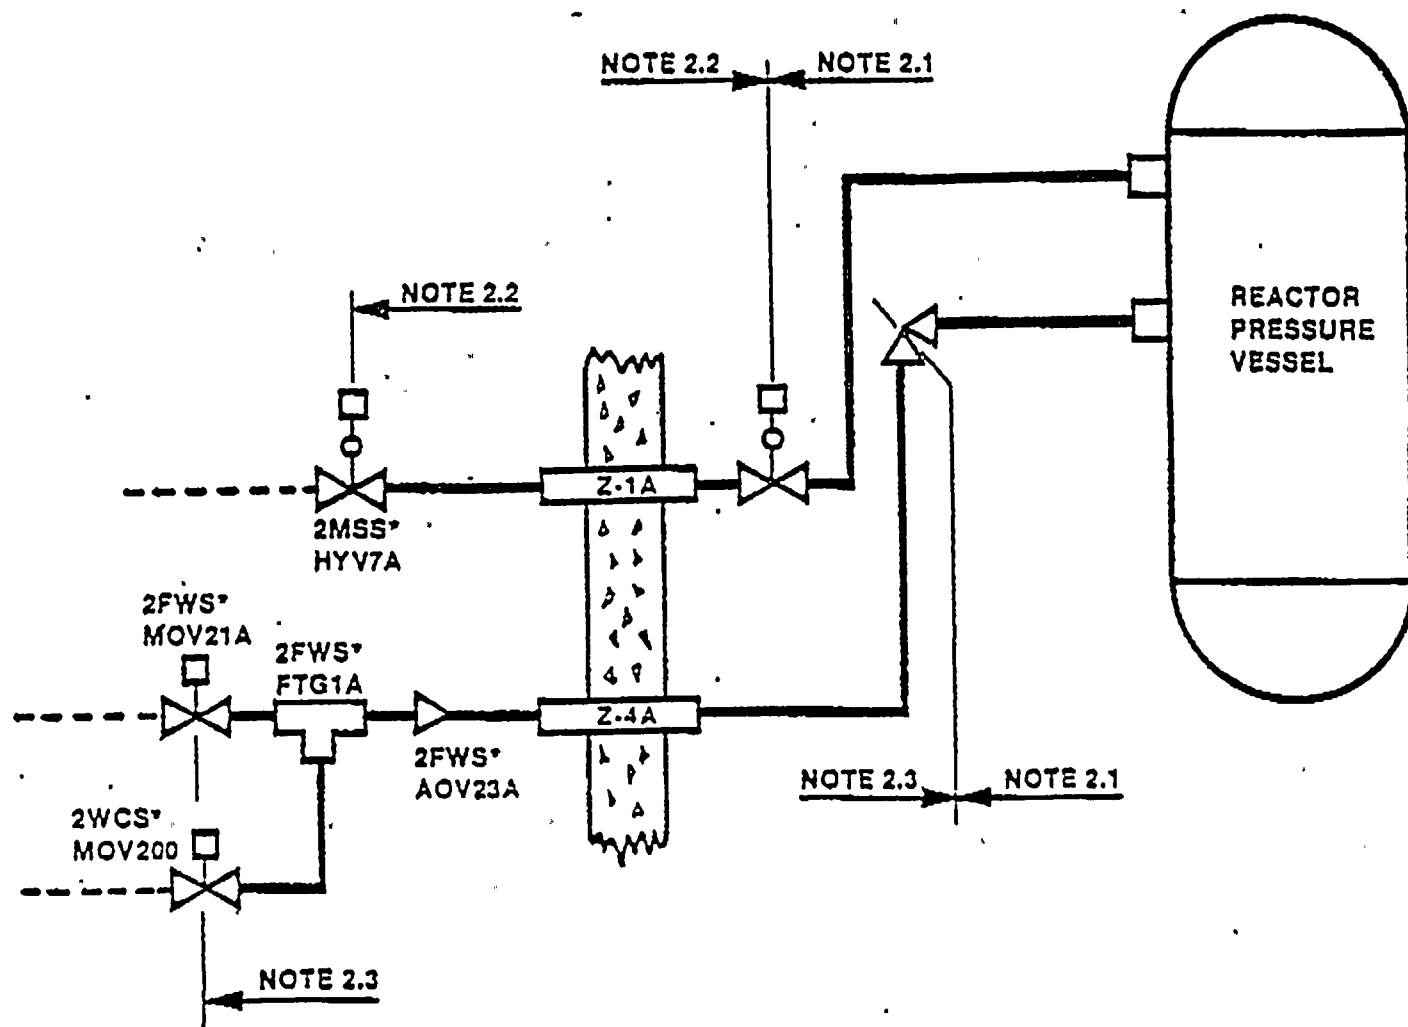 NOTE 2.2
NOTE 2.1
NOTE 2.2
REACTOR
PRESSURE
VESSEL
Z-1A
2MSS*
HYV7A
2FWS*
MOV21A
2FWS*
FTG1A
Z-4A
2FWS*
AOV23A
NOTE 2.3
NOTE 2.1
2WCS*
MOV200
NOTE 2.3